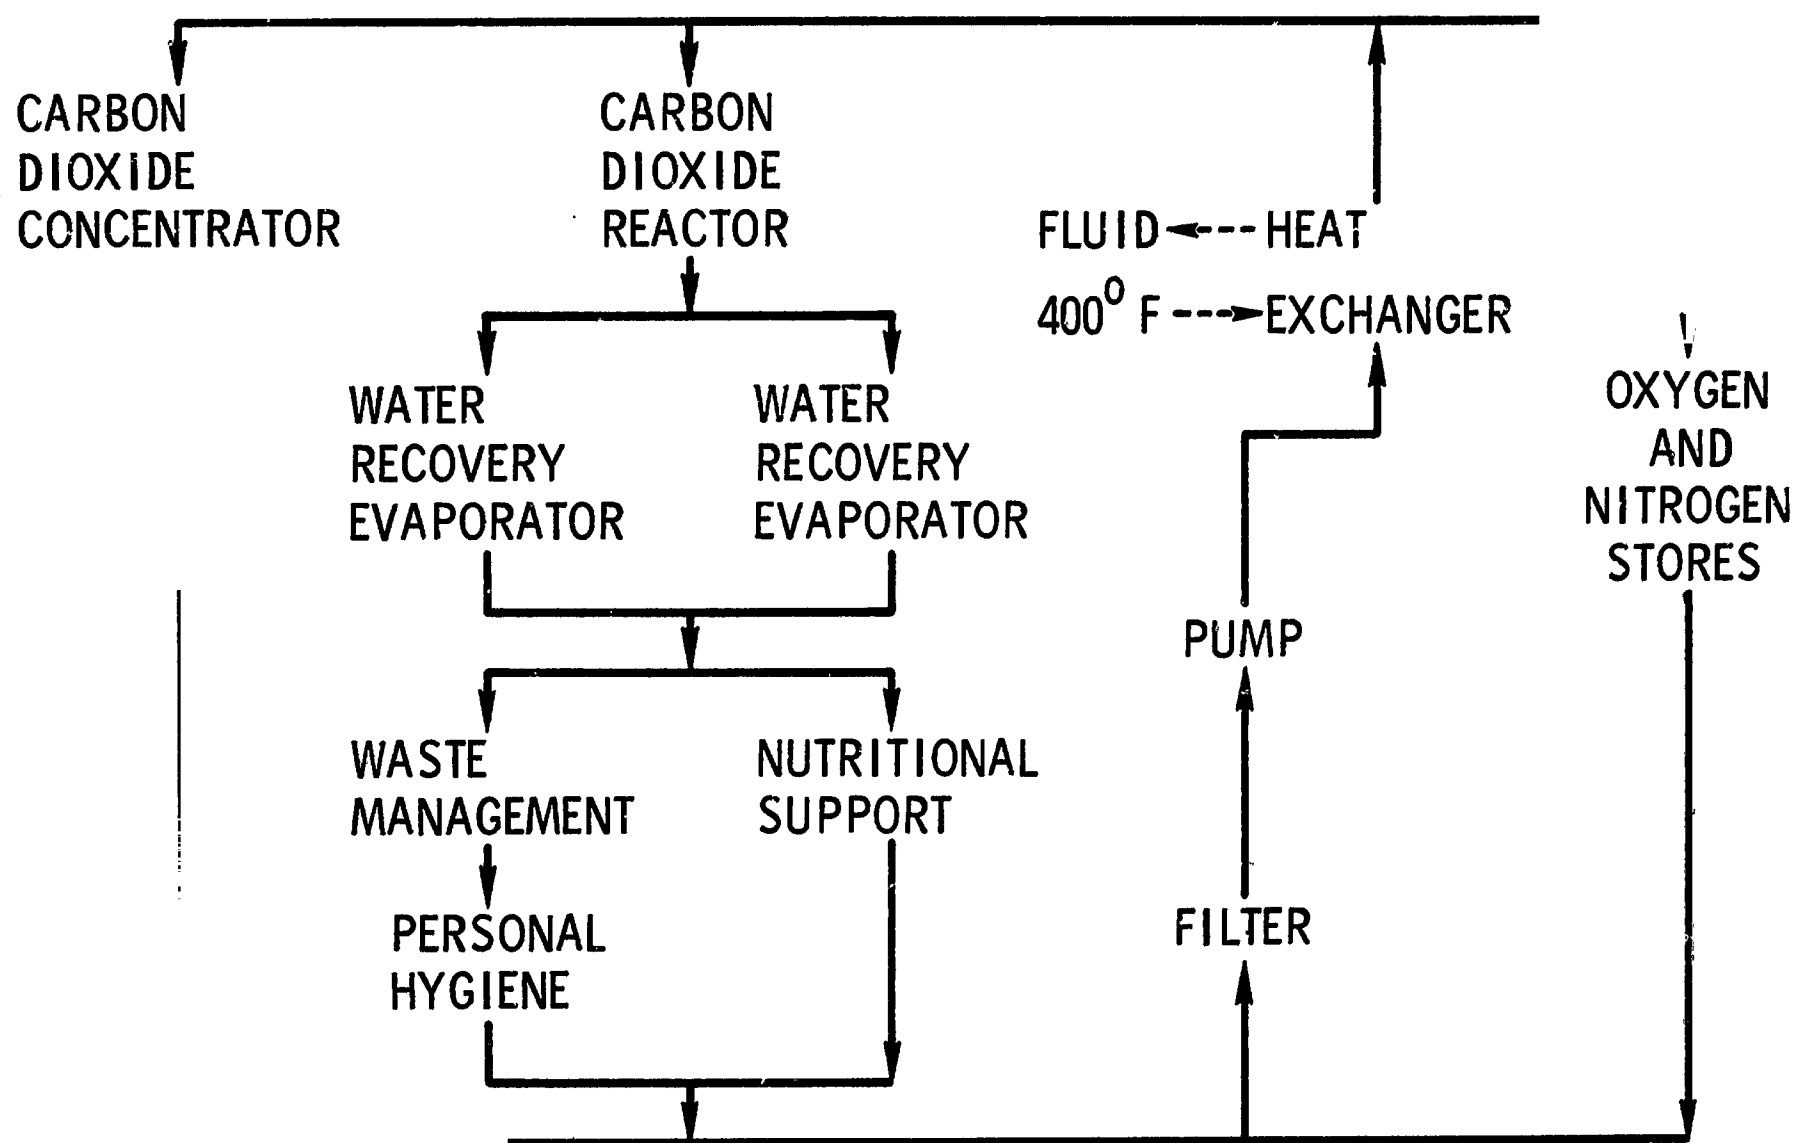 CARBON
DIOXIDE
CONCENTRATOR
CARBON
DIOXIDE
REACTOR
FLUID HEAT
400° F EXCHANGER
WATER
RECOVERY
EVAPORATOR
WATER
RECOVERY
EVAPORATOR
OXYGEN
AND
NITROGEN
STORES
PUMP
WASTE
MANAGEMENT
NUTRITIONAL
SUPPORT
PERSONAL
HYGIENE
FILTER